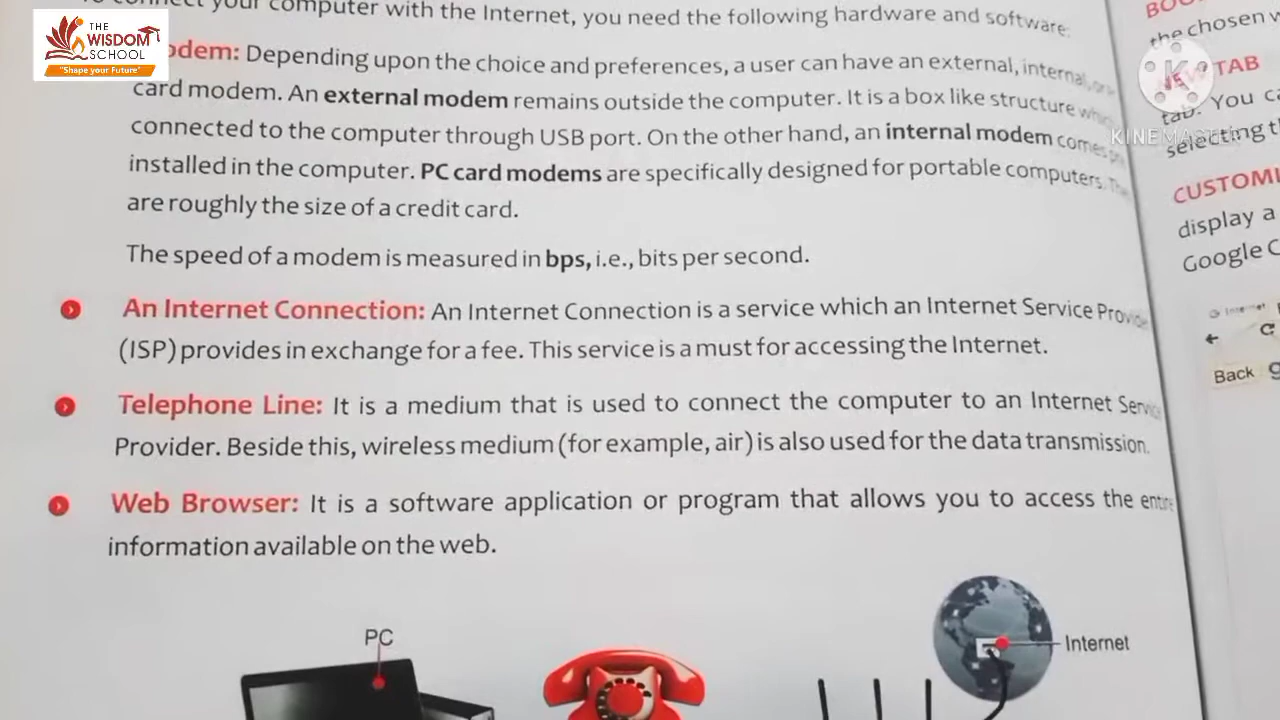 THE
WISDOM
SCHOOL
"Shape your Future"
connect your computer with the Internet, you need the following hardware and software:
odem: Depending upon the choice and preferences, a user can have an external, internal, or
card modem. An external modem remains outside the computer. It is a box like structure
connected to the computer through USB port. On the other hand, an internal modem comes
installed in the computer. PC card modems are specifically designed for portable computers.
are roughly the size of a credit card.
The speed of a modem is measured in bps, i.e., bits per second.
An Internet Connection: An Internet Connection is a service which an Internet Service
(ISP) provides in exchange for a fee. This service is a must for accessing the Internet.
Telephone Line: It is a medium that is used to connect the computer to an Internet
Provider. Beside this, wireless medium (for example, air) is also used for the data transmission.
Web Browser: It is a software application or program that allows you to access the entire
information available on the web.
PC
Internet
the chosen
TAB
tab. You
selecting
KINEMASTER
display a
Google
Back